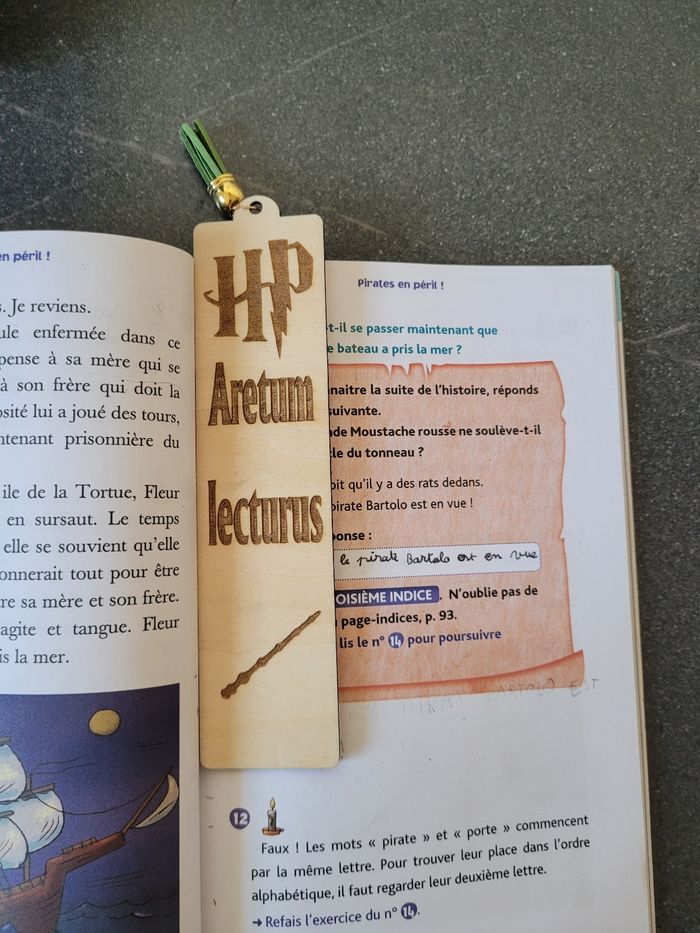 en péril !
s. Je reviens.
ule enfermée dans ce
pense à sa mère qui se
à son frère qui doit la
osité lui a joué des tours,
ntenant prisonnière du
ile de la Tortue, Fleur
en sursaut. Le temps
elle se souvient qu'elle
onnerait tout pour être
re sa mère et son frère.
agite et tangue. Fleur
is la mer.
HP
Aretum
lecturus
Pirates en péril !
-t-il se passer maintenant que
e bateau a pris la mer ?
nnaitre la suite de l'histoire, réponds
suivante.
nde Moustache rousse ne soulève-t-il
cle du tonneau ?
oit qu'il y a des rats dedans.
pirate Bartolo est en vue !
ponse :
le pirate Bartolo est en vue
OISIÈME INDICE . N'oublie pas de
page-indices, p. 93.
lis le n° 14 pour poursuivre
12
Faux ! Les mots « pirate » et « porte » commencent
par la même lettre. Pour trouver leur place dans l'ordre
alphabétique, il faut regarder leur deuxième lettre.
➔ Refais l'exercice du n° 14.